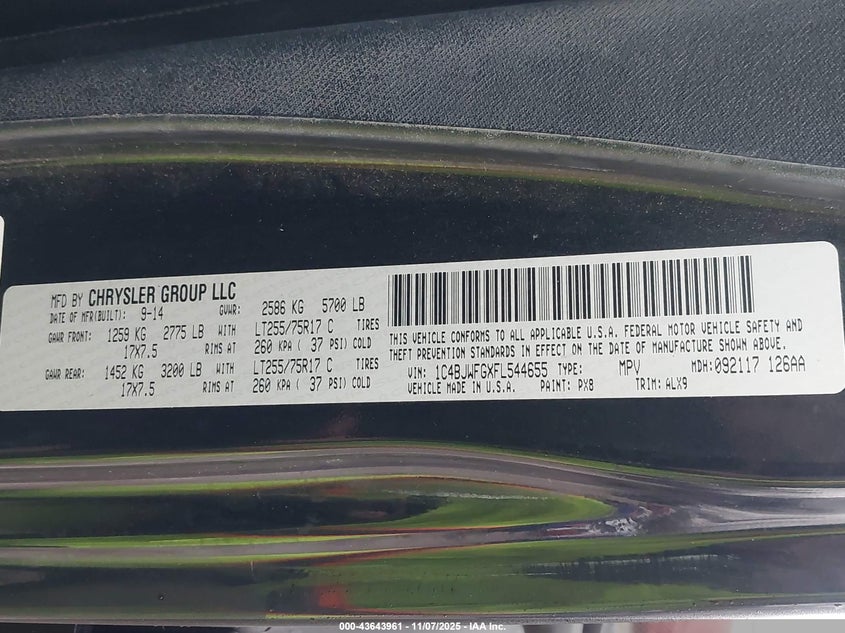 MFD BY CHRYSLER GROUP LLC
DATE OF MFR(BUILT): 9-14 GVWR: 2586 KG 5700 LB
GAWR FRONT: 1259 KG 2775 LB WITH LT255/75R17 C TIRES
17X7.5 RIMS AT 260 KPA ( 37 PSI) COLD
GAWR REAR: 1452 KG 3200 LB WITH LT255/75R17 C TIRES
17X7.5 RIMS AT 260 KPA ( 37 PSI) COLD
THIS VEHICLE CONFORMS TO ALL APPLICABLE U.S.A. FEDERAL MOTOR VEHICLE SAFETY AND
THEFT PREVENTION STANDARDS IN EFFECT ON THE DATE OF MANUFACTURE SHOWN ABOVE.
VIN: 1C4BJWFGXFL544655 TYPE: MPV MDH:092117 126AA
VEHICLE MADE IN U.S.A. PAINT: PX8 TRIM: ALX9
000-43643961 - 11/07/2025 - IAA Inc.